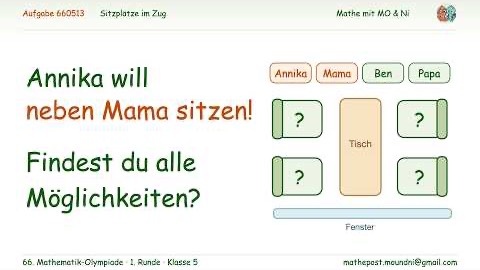 Aufgabe 660513 Sitzplätze im Zug Mathe mit MO & Ni
Annika will
neben Mama sitzen!
Findest du alle
Möglichkeiten?
Annika Mama Ben Papa
? ?
Tisch
? ?
Fenster
66. Mathematik-Olympiade · 1. Runde · Klasse 5 mathepost.moundni@gmail.com